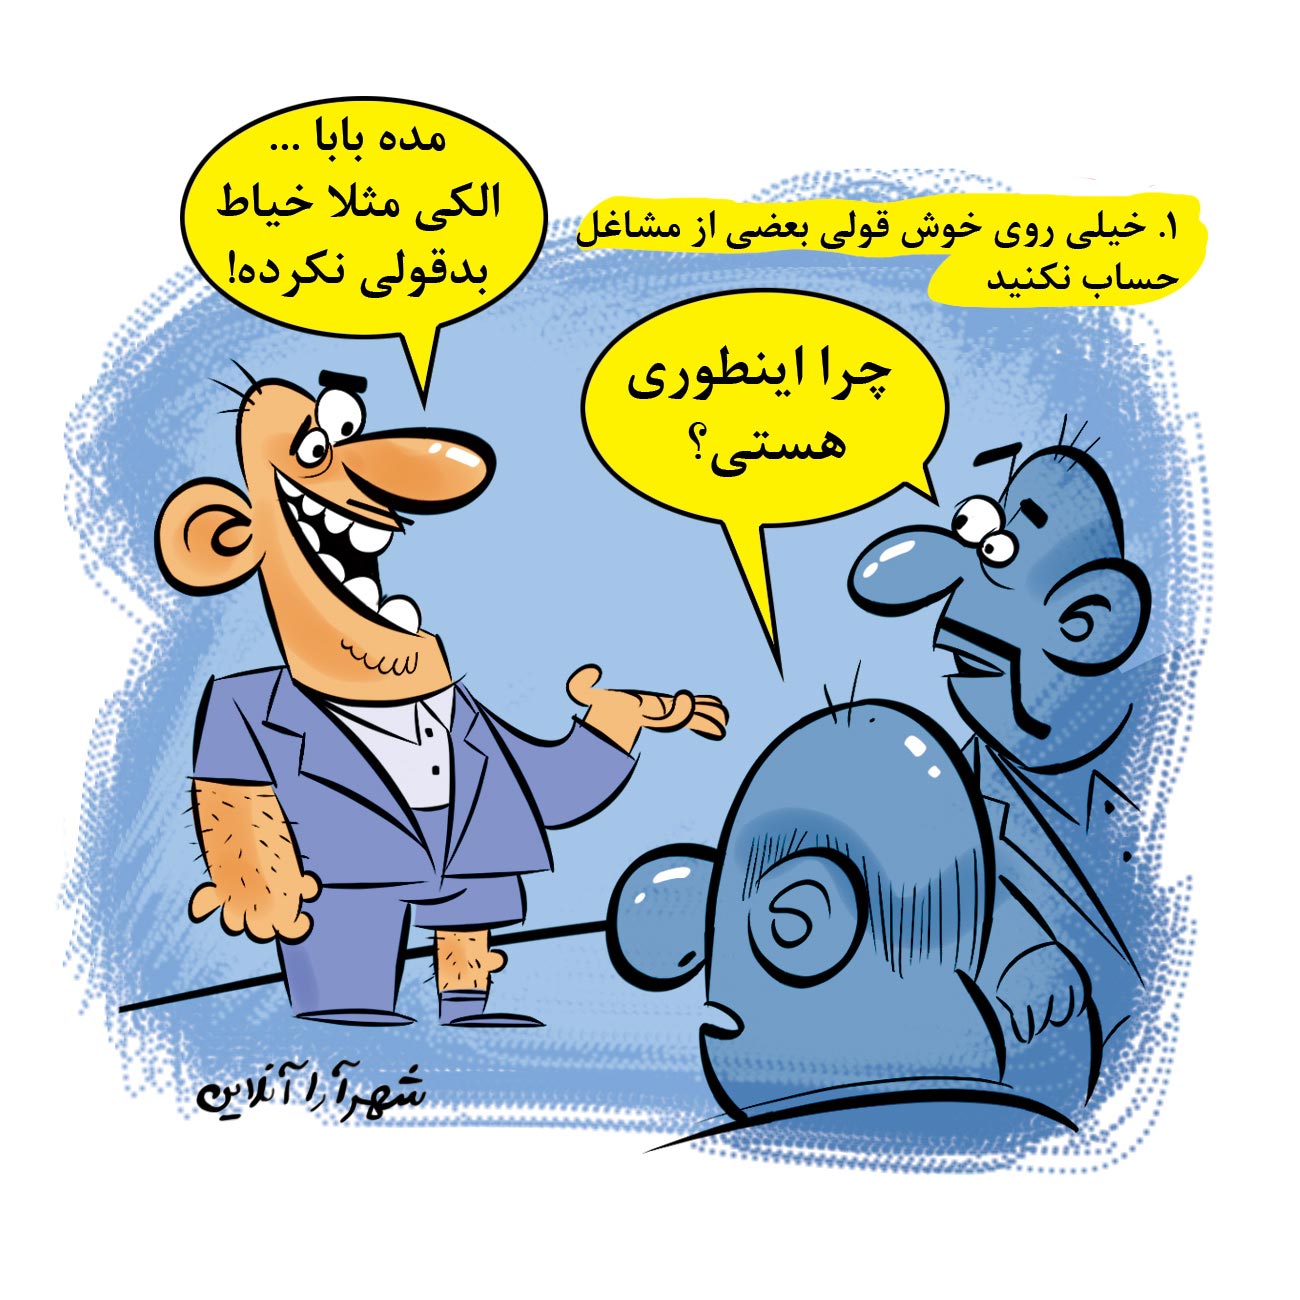 ۱. خیلی روی خوش قولی بعضی از مشاغل
حساب نکنید
چرا اینطوری
هستی؟
مده بابا ...
الکی مثلا خیاط
بدقولی نکرده!
شهرآرا آنلاین